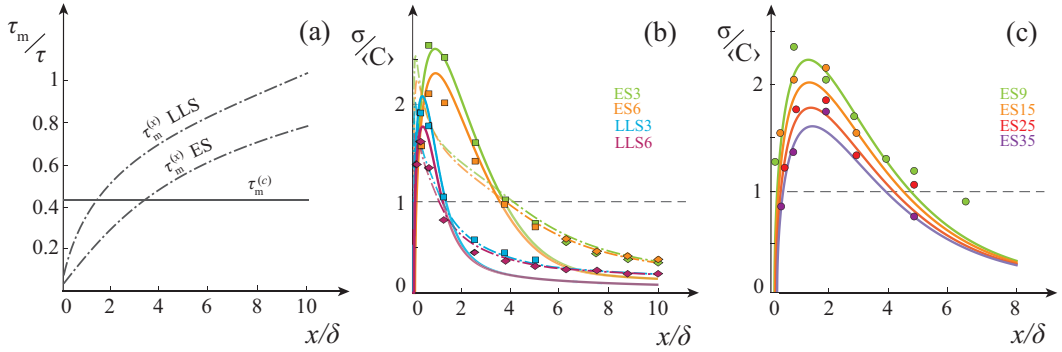 τm/τ
(a)
1
0.8
0.6
0.4
0.2
τm(s) LLS
τm(s) ES
τm(c)
0 2 4 6 8 10
x/δ
σ/‹C›
(b)
2
1
0
ES3
ES6
LLS3
LLS6
0 2 4 6 8 10
x/δ
σ/‹C›
(c)
2
1
0
ES9
ES15
ES25
ES35
0 2 4 6 8
x/δ